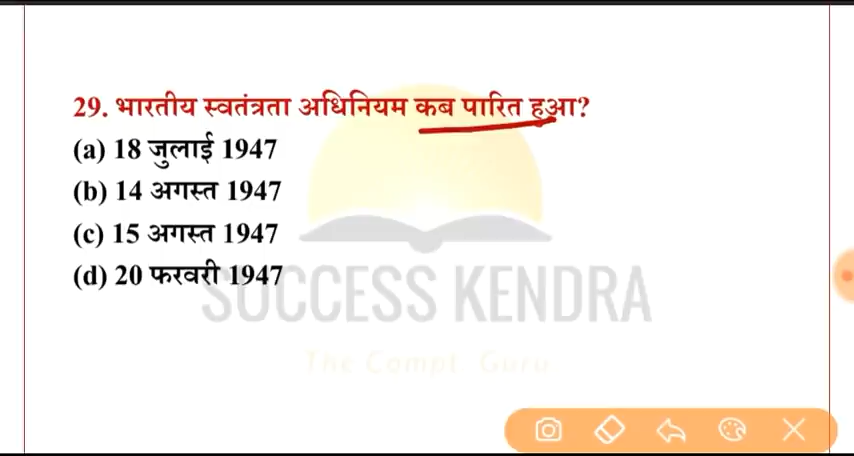 29. भारतीय स्वतंत्रता अधिनियम कब पारित हुआ?
(a) 18 जुलाई 1947
(b) 14 अगस्त 1947
(c) 15 अगस्त 1947
(d) 20 फरवरी 1947
SUCCESS KENDRA
The Compt. Guru